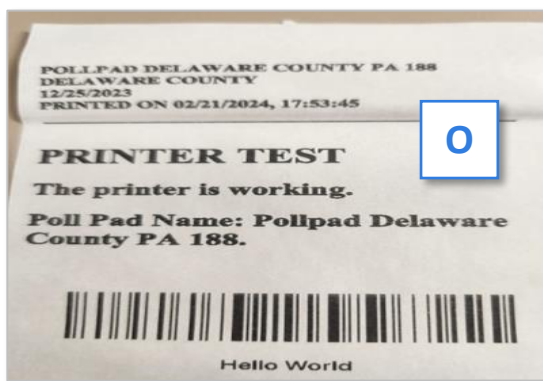 POLLPAD DELAWARE COUNTY PA 188
DELAWARE COUNTY
12/25/2023
PRINTED ON 02/21/2024, 17:53:45
O
PRINTER TEST
The printer is working.
Poll Pad Name: Pollpad Delaware
County PA 188.
Hello World